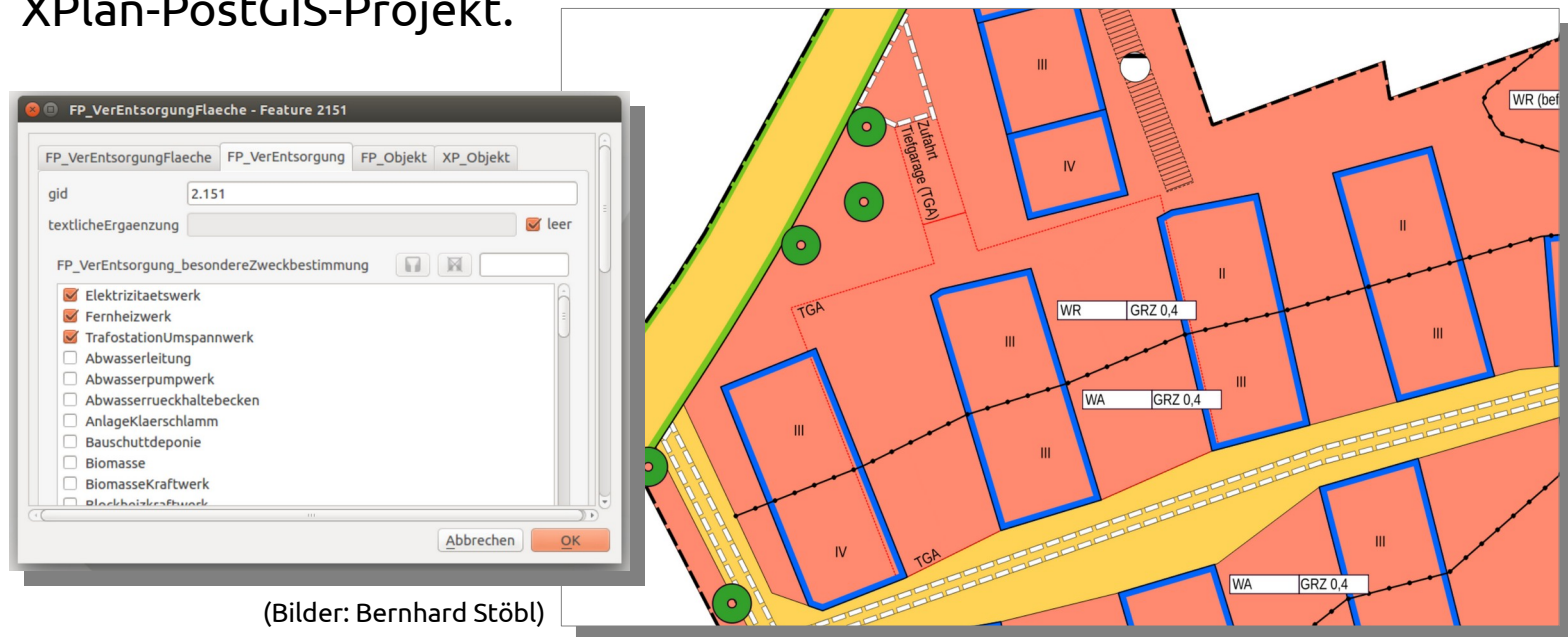 XPlan-PostGIS-Projekt.
FP_VerEntsorgungFlaeche - Feature 2151
FP_VerEntsorgungFlaeche FP_VerEntsorgung FP_Objekt XP_Objekt
gid 2.151
textlicheErgaenzung leer
FP_VerEntsorgung_besondereZweckbestimmung
Elektrizitaetswerk
Fernheizwerk
TrafostationUmspannwerk
Abwasserleitung
Abwasserpumpwerk
Abwasserrueckhaltebecken
AnlageKlaerschlamm
Bauschuttdeponie
Biomasse
BiomasseKraftwerk
Blockheizkraftwerk
Abbrechen OK
(Bilder: Bernhard Stöbl)
III
IV
Zufahrt
Tiefgarage (TGA)
WR (bef
II
II
TGA
WR GRZ 0,4
III
III
WA GRZ 0,4
III
III
III
IV
TGA
III
WA GRZ 0,4